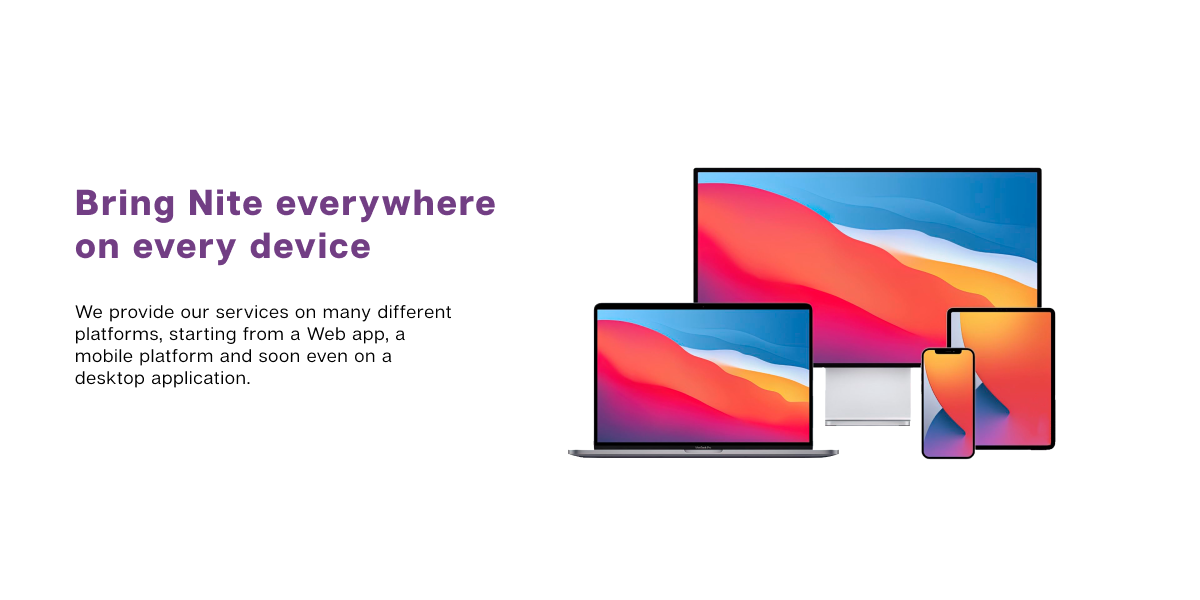 Bring Nite everywhere
on every device
We provide our services on many different
platforms, starting from a Web app, a
mobile platform and soon even on a
desktop application.